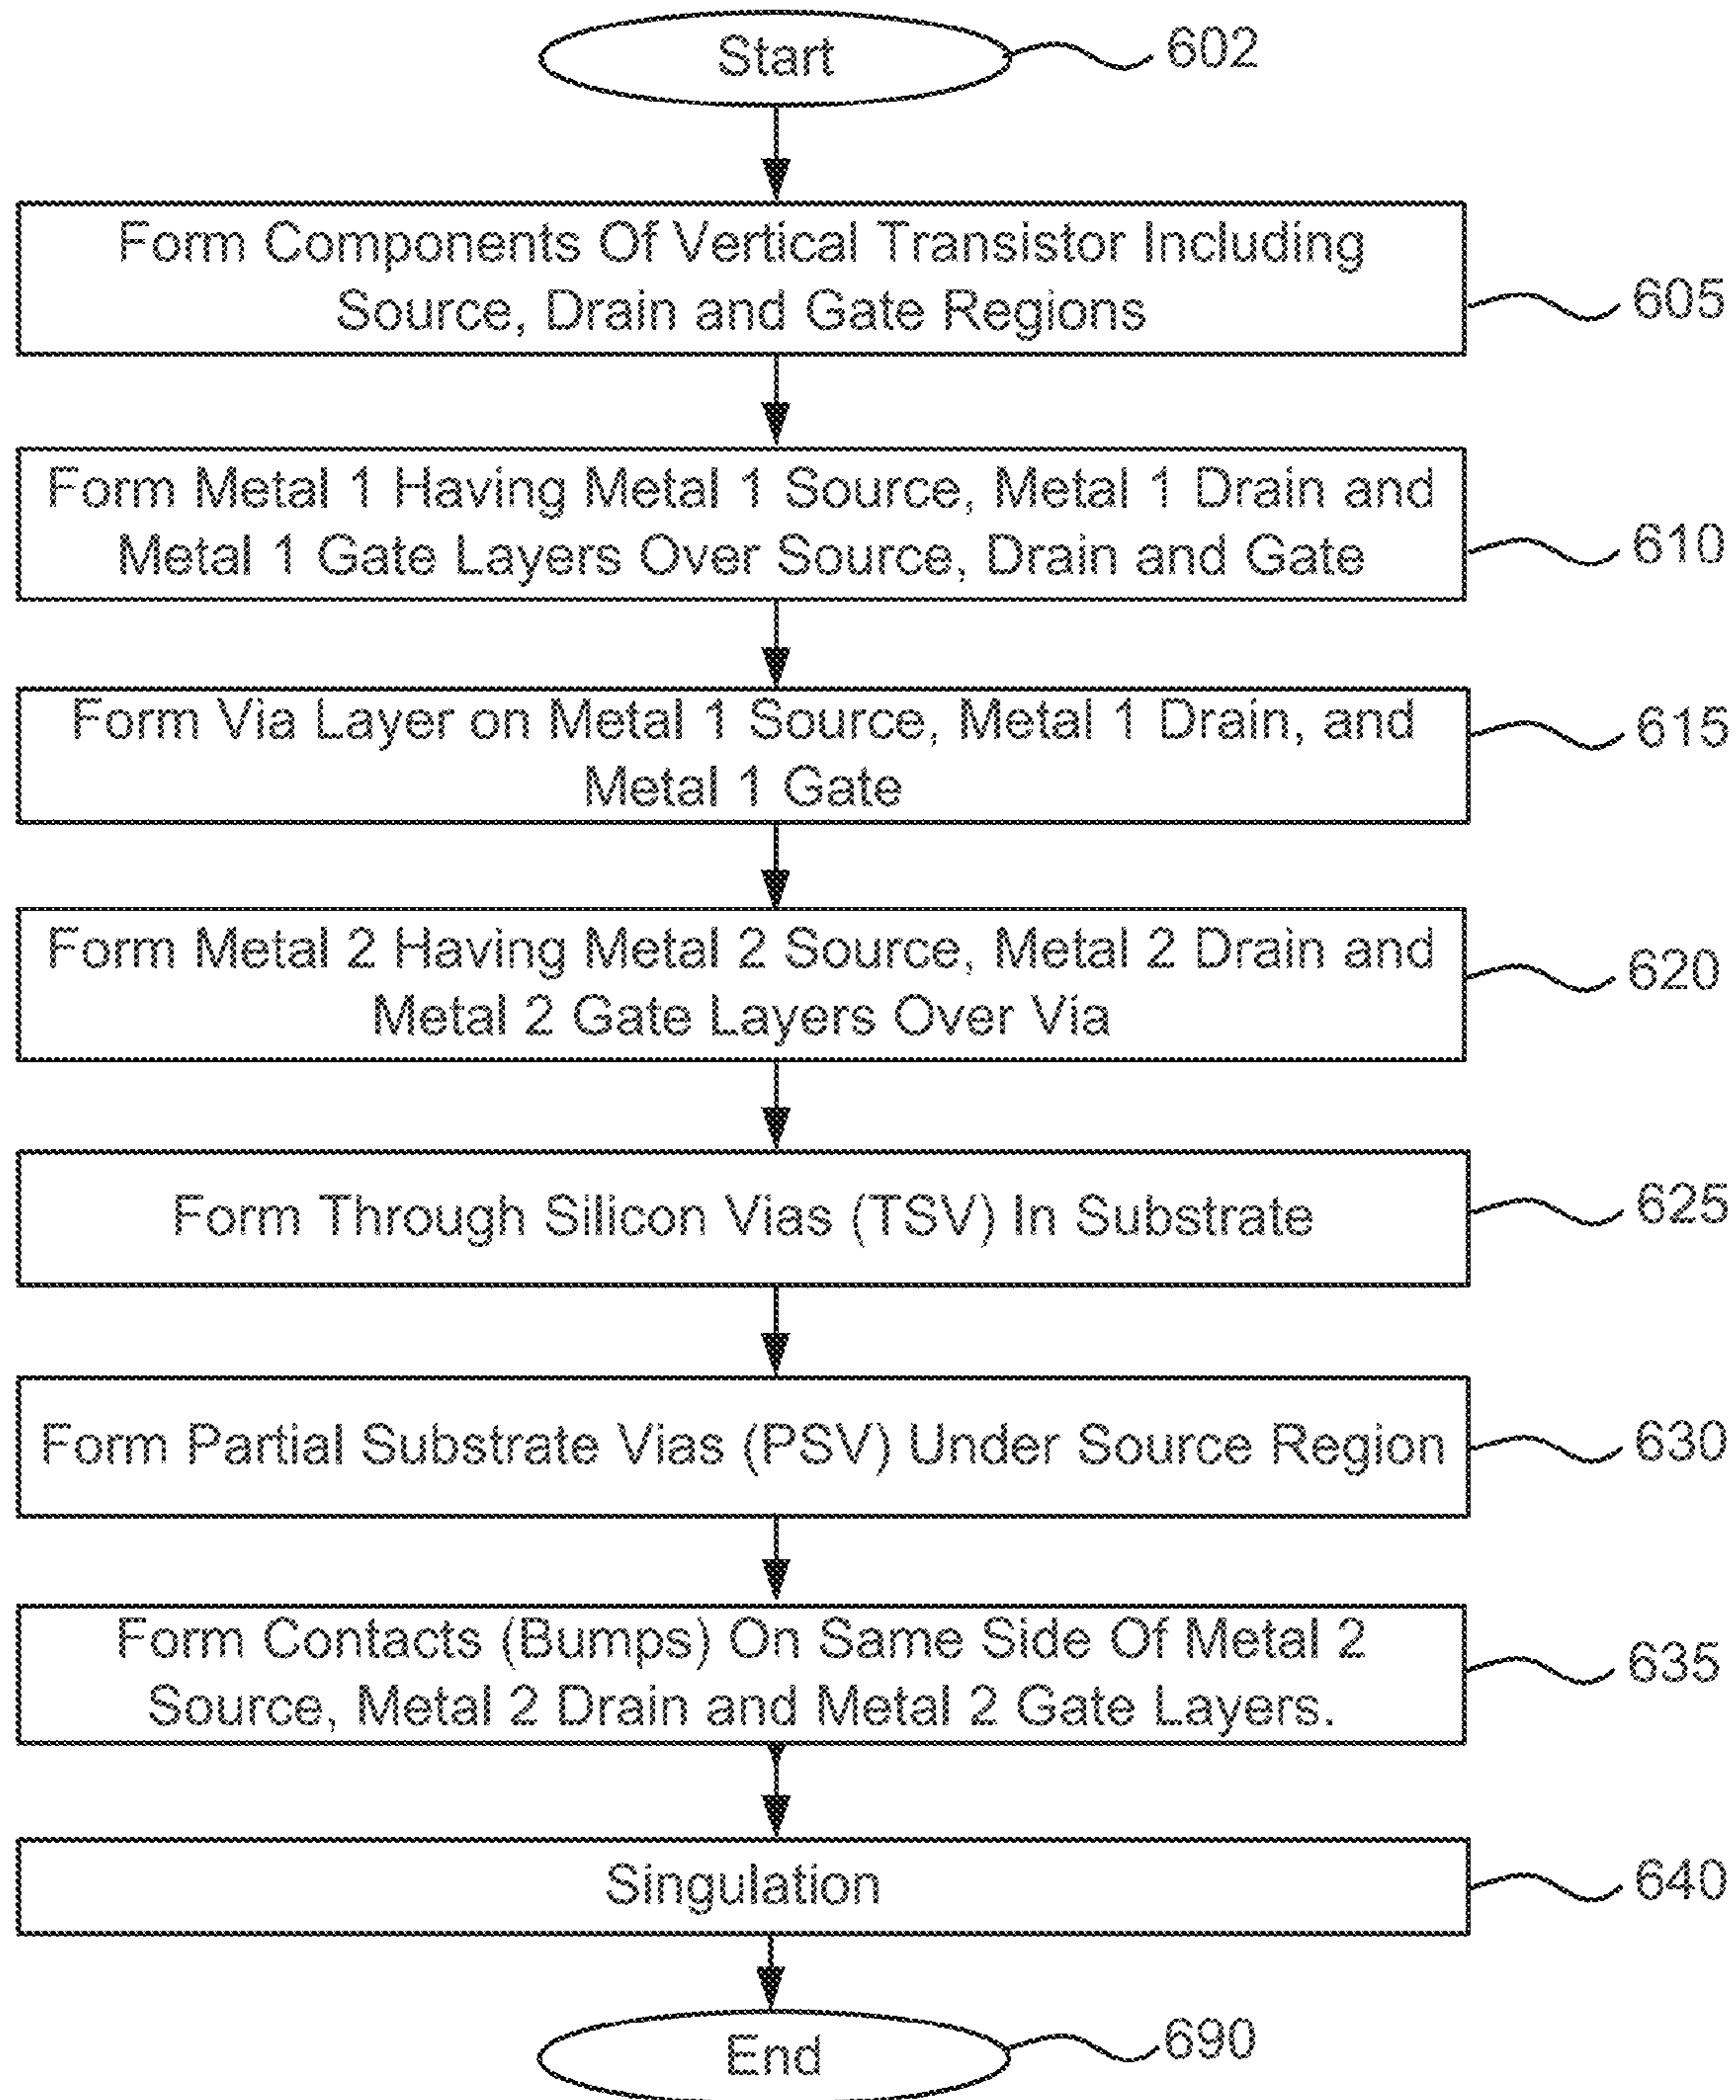 Start
602
Form Components Of Vertical Transistor Including
Source, Drain and Gate Regions
605
Form Metal 1 Having Metal 1 Source, Metal 1 Drain and
Metal 1 Gate Layers Over Source, Drain and Gate
610
Form Via Layer on Metal 1 Source, Metal 1 Drain, and
Metal 1 Gate
615
Form Metal 2 Having Metal 2 Source, Metal 2 Drain and
Metal 2 Gate Layers Over Via
620
Form Through Silicon Vias (TSV) In Substrate
625
Form Partial Substrate Vias (PSV) Under Source Region
630
Form Contacts (Bumps) On Same Side Of Metal 2
Source, Metal 2 Drain and Metal 2 Gate Layers.
635
Singulation
640
End
690